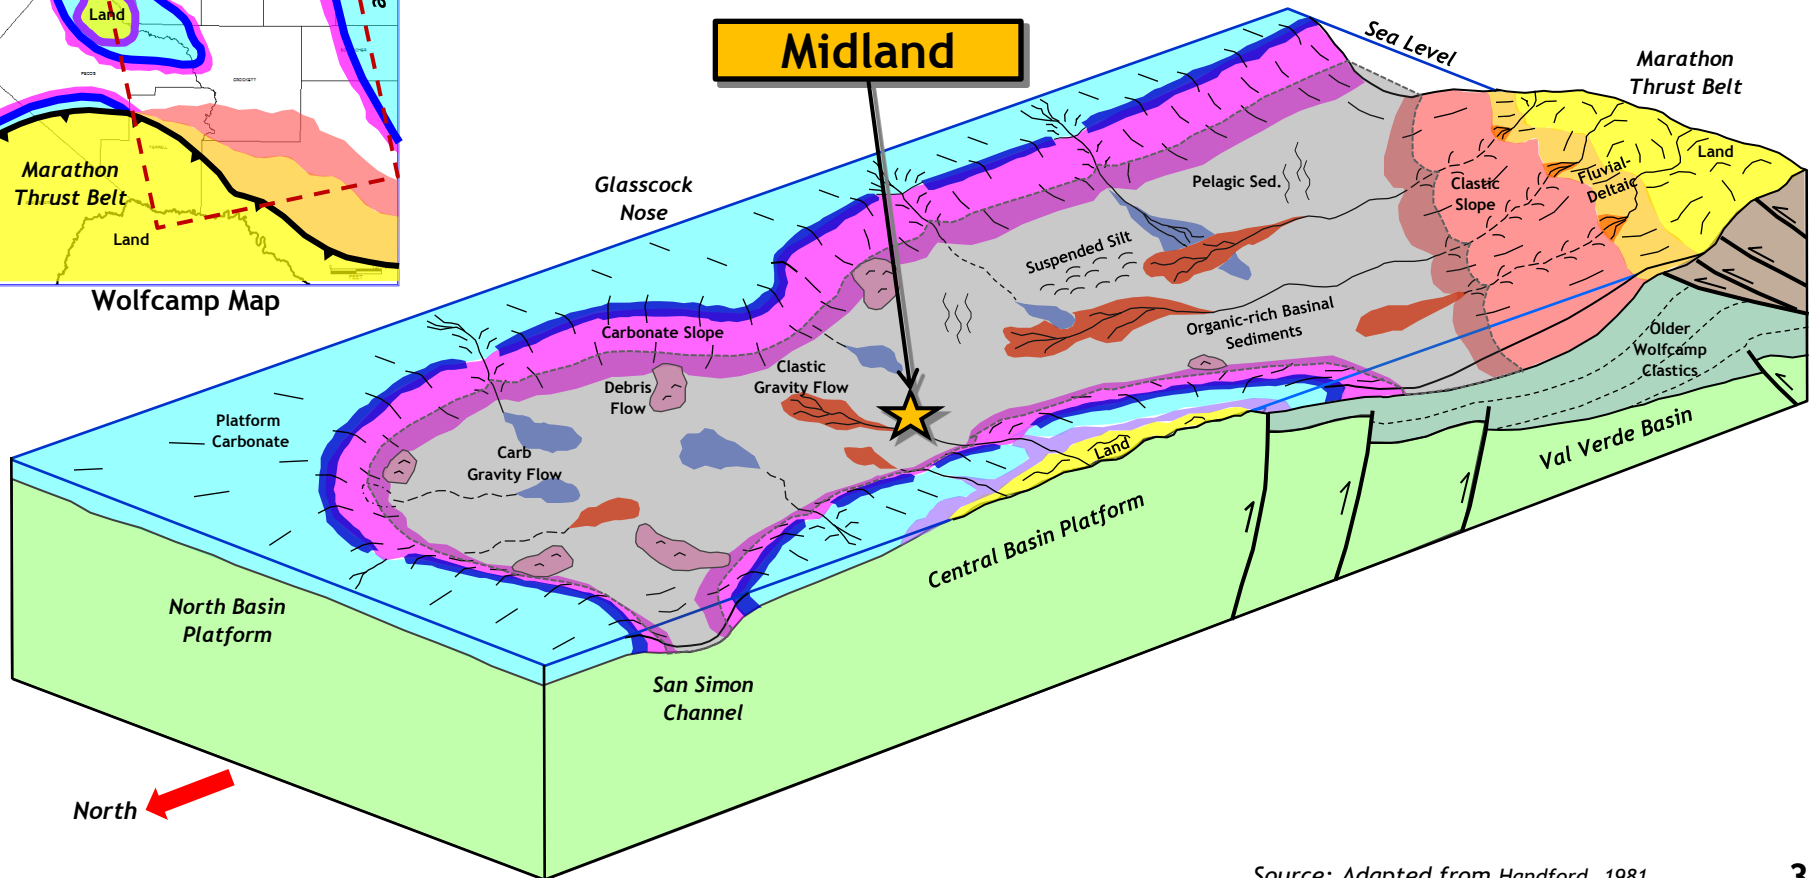 Land
Marathon
Thrust Belt
Land
Wolfcamp Map
PECOS
CROCKETT
Midland
Sea Level
Marathon
Thrust Belt
Glasscock
Nose
Land
Fluvial-
Deltaic
Clastic
Slope
Pelagic Sed.
Suspended Silt
Organic-rich Basinal
Sediments
Carbonate Slope
Clastic
Gravity Flow
Debris
Flow
Platform
Carbonate
Carb
Gravity Flow
Land
Older
Wolfcamp
Clastics
Val Verde Basin
Central Basin Platform
North Basin
Platform
San Simon
Channel
North
Source: Adapted from Handford, 1981
3